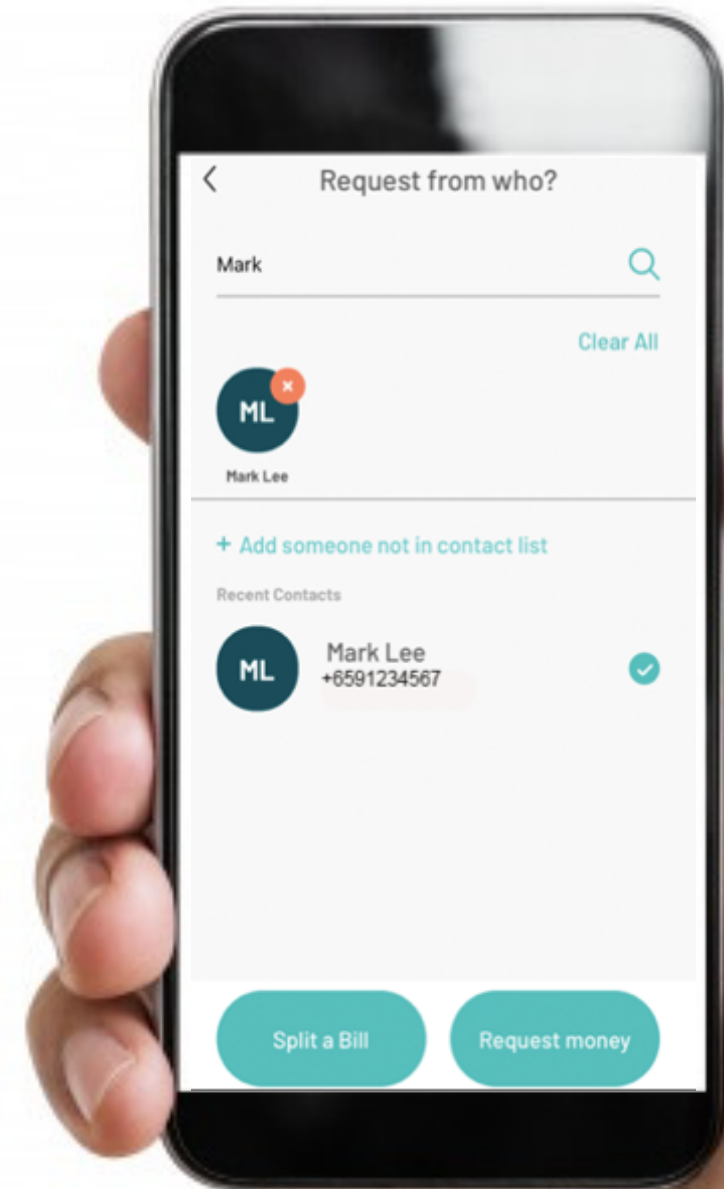 Request from who?
Mark
Clear All
ML
Mark Lee
+ Add someone not in contact list
Recent Contacts
ML
Mark Lee
+6591234567
Split a Bill
Request money